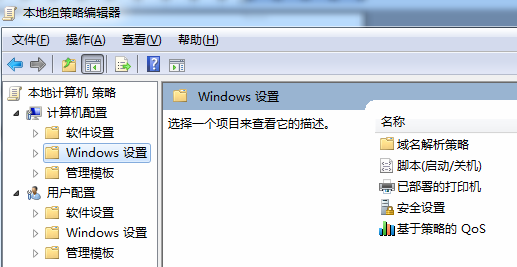 本地组策略编辑器
文件(F) 操作(A) 查看(V) 帮助(H)
本地计算机 策略
计算机配置
软件设置
Windows 设置
管理模板
用户配置
软件设置
Windows 设置
管理模板
Windows 设置
选择一个项目来查看它的描述。
名称
域名解析策略
脚本(启动/关机)
已部署的打印机
安全设置
基于策略的 QoS